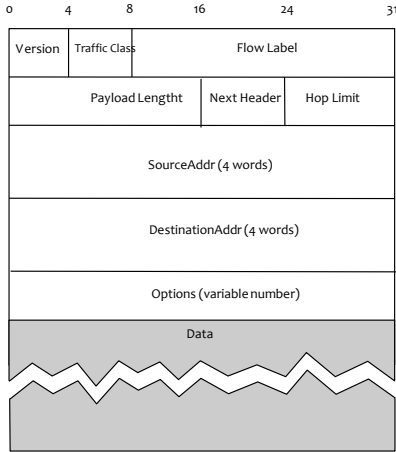 0 4 8 16 24 31
Version Traffic Class Flow Label
Payload Lengtht Next Header Hop Limit
SourceAddr (4 words)
DestinationAddr (4 words)
Options (variable number)
Data